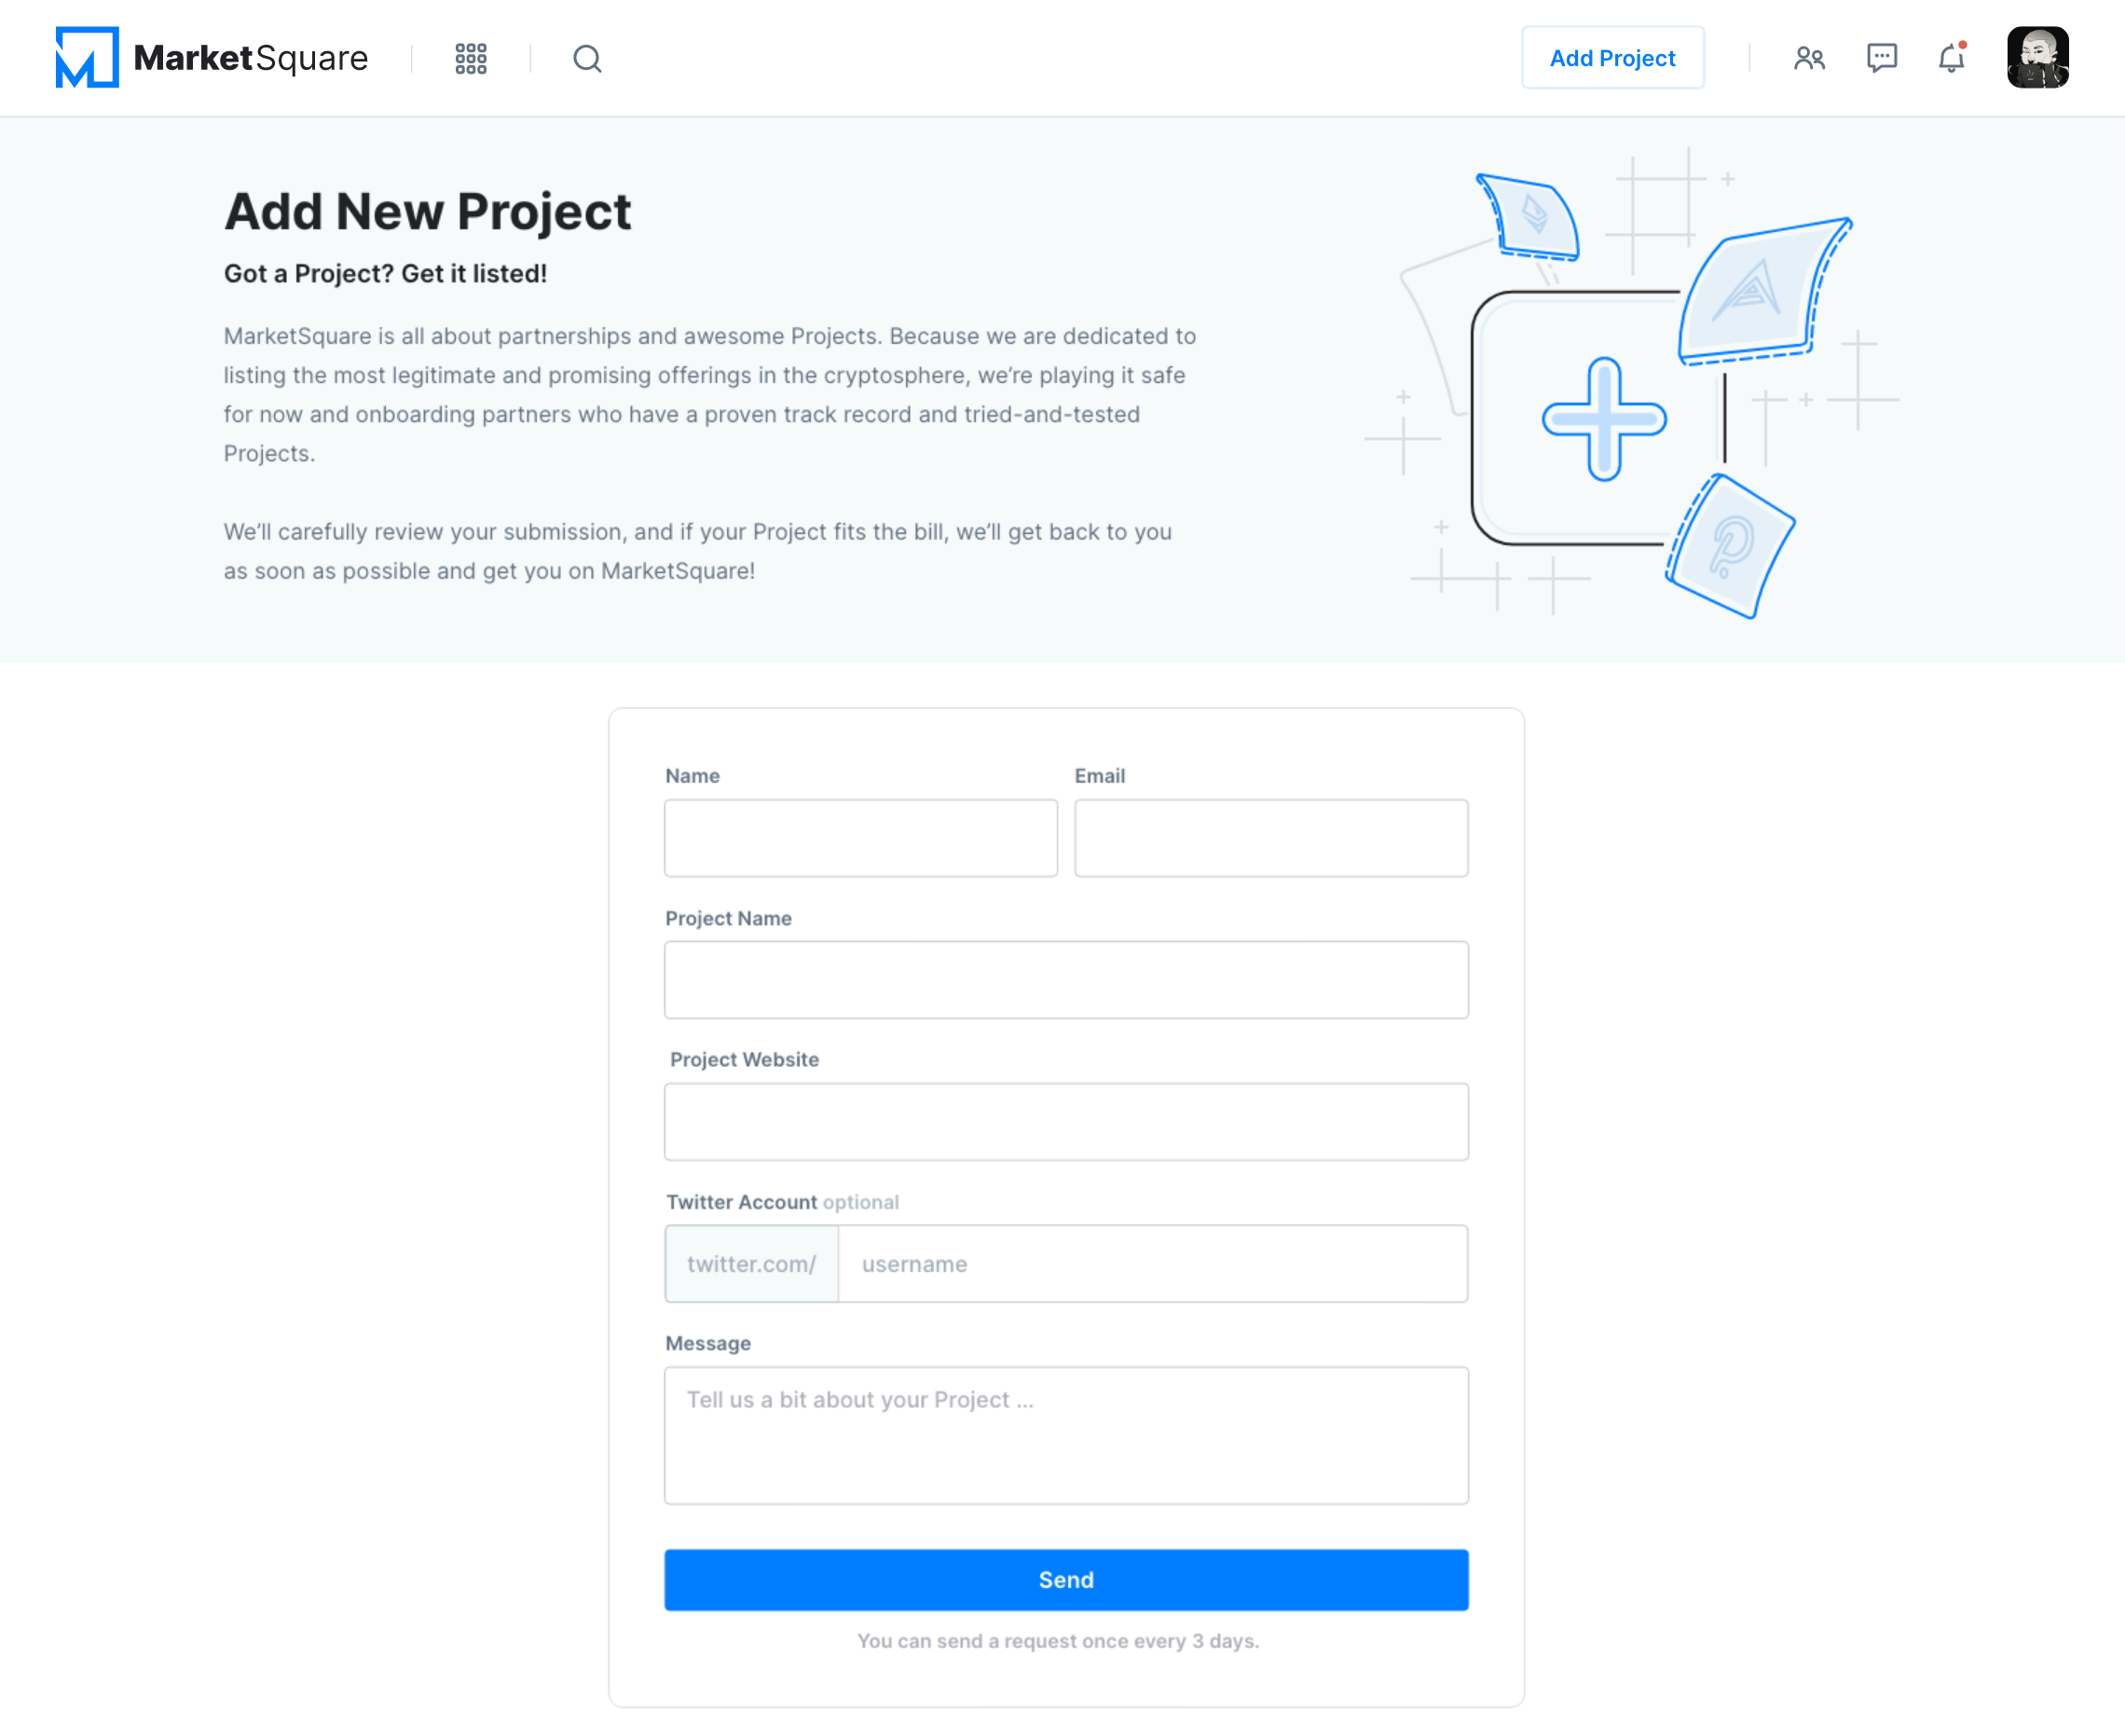 MarketSquare
Add Project
Add New Project
Got a Project? Get it listed!
MarketSquare is all about partnerships and awesome Projects. Because we are dedicated to
listing the most legitimate and promising offerings in the cryptosphere, we’re playing it safe
for now and onboarding partners who have a proven track record and tried-and-tested
Projects.
We’ll carefully review your submission, and if your Project fits the bill, we’ll get back to you
as soon as possible and get you on MarketSquare!
Name
Email
Project Name
Project Website
Twitter Account optional
twitter.com/ username
Message
Tell us a bit about your Project ...
Send
You can send a request once every 3 days.